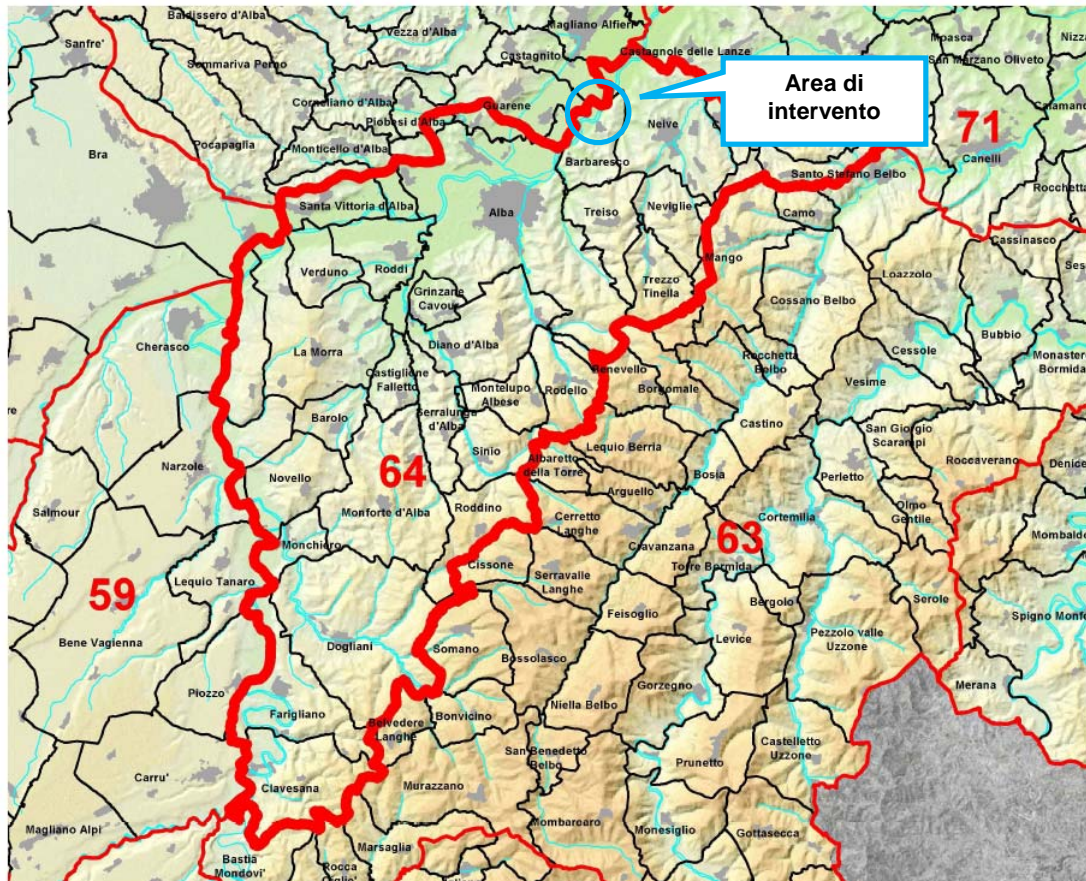 Baldissero d'Alba
Magliano Alfieri
Sanfre'
Vezza d'Alba
Castagnito
Castagnole delle Lanze
Moasca
Nizza
San Marzano Oliveto
Sommariva Perno
Area di
intervento
Corneliano d'Alba
Guarene
Piobesi d'Alba
Neive
Calamandrana
71
Pocapaglia
Monticello d'Alba
Bra
Barbaresco
Canelli
Santo Stefano Belbo
Rocchetta
Santa Vittoria d'Alba
Alba
Treiso
Neviglie
Camo
Cassinasco
Verduno
Roddi
Mango
Loazzolo
Ses
Trezzo
Tinella
Grinzane
Cavour
Cossano Belbo
Bubbio
Cherasco
La Morra
Diano d'Alba
Cessole
Monastero
Bormida
Benevello
Rocchetta
Belbo
Castiglione
Falletto
Montelupo
Albese
Rodello
Borgomale
Vesime
Barolo
Serralunga
d'Alba
Castino
San Giorgio
Scarampi
Sinio
Lequio Berria
Roccaverano
Narzole
Novello
64
Albaretto
della Torre
Bosia
Perletto
Denice
Salmour
Arguello
Monforte d'Alba
Roddino
Olmo
Gentile
Cerretto
Langhe
Cortemilia
Mombaldo
Monchiero
Cravanzana
63
Cissone
Serravalle
Langhe
Torre Bormida
Lequio Tanaro
59
Bergolo
Serole
Feisoglio
Spigno Monfe
Bene Vagienna
Levice
Dogliani
Somano
Pezzolo valle
Uzzone
Bossolasco
Gorzegno
Merana
Piozzo
Niella Belbo
Farigliano
Belvedere
Langhe
Bonvicino
San Benedetto
Belbo
Castelletto
Uzzone
Prunetto
Carru'
Clavesana
Murazzano
Magliano Alpi
Mombarcaro
Monesiglio
Gottasecca
Marsaglia
Bastia
Mondovi'
Rocca
Ciglie'